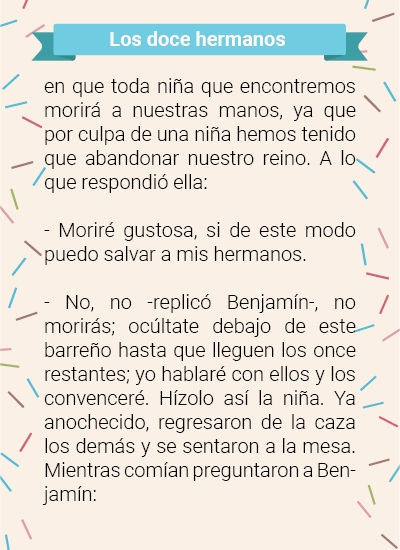 Los doce hermanos
en que toda niña que encontremos
morirá a nuestras manos, ya que
por culpa de una niña hemos tenido
que abandonar nuestro reino. A lo
que respondió ella:
- Moriré gustosa, si de este modo
puedo salvar a mis hermanos.
- No, no -replicó Benjamín-, no
morirás; ocúltate debajo de este
barreño hasta que lleguen los once
restantes; yo hablaré con ellos y los
convenceré. Hízolo así la niña. Ya
anochecido, regresaron de la caza
los demás y se sentaron a la mesa.
Mientras comían preguntaron a Ben-
jamín: